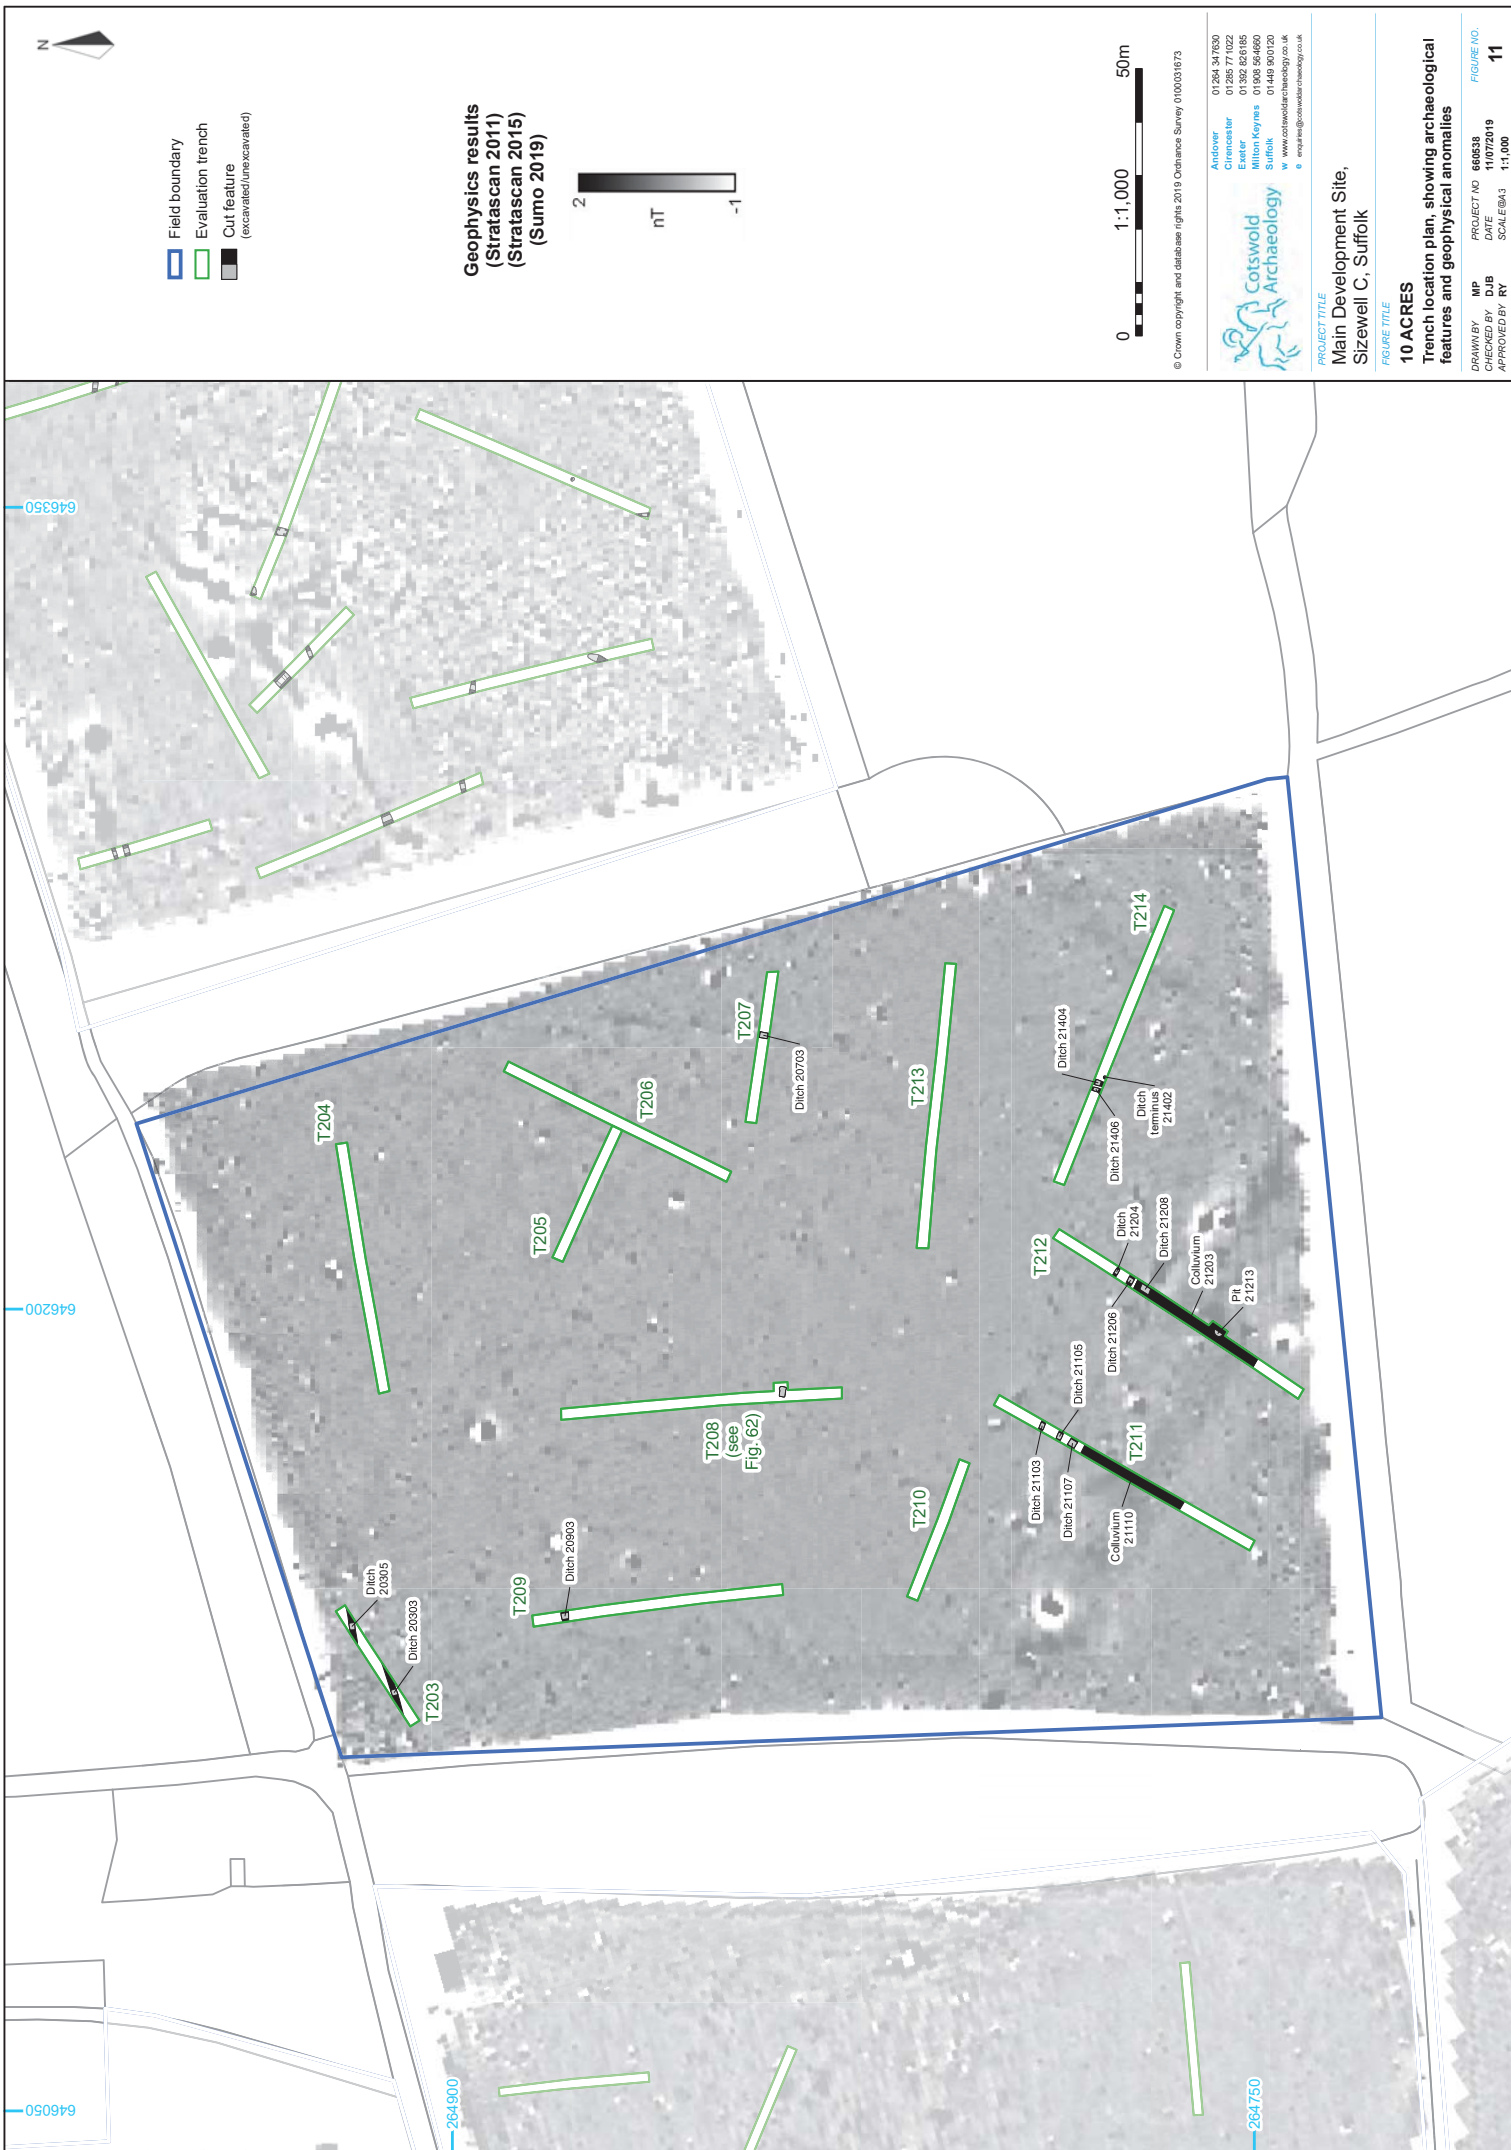 N
Field boundary
Evaluation trench
Cut feature
(excavated/unexcavated)
Geophysics results
(Stratascan 2011)
(Stratascan 2015)
(Sumo 2019)
2
nT
-1
0
1:1,000
50m
© Crown copyright and database rights 2019 Ordnance Survey 0100031673
Cotswold
Archaeology
Andover 01264 347630
Cirencester 01285 771022
Exeter 01392 826185
Milton Keynes 01908 564660
Suffolk 01449 900120
w www.cotswoldarchaeology.co.uk
e enquiries@cotswoldarchaeology.co.uk
PROJECT TITLE
Main Development Site,
Sizewell C, Suffolk
FIGURE TITLE
10 ACRES
Trench location plan, showing archaeological
features and geophysical anomalies
DRAWN BY MP
CHECKED BY DJB
APPROVED BY RY
PROJECT NO 660538
DATE 11/07/2019
SCALE@A3 1:1,000
FIGURE NO.
11
646350
646200
646050
264900
264750
T203
Ditch
20305
Ditch 20303
T204
T205
T206
T207
Ditch 20703
T208
(see
Fig. 62)
T209
Ditch 20903
T210
T211
Ditch 21103
Ditch 21105
Ditch 21107
Colluvium
21110
T212
Ditch
21204
Ditch 21206
Ditch 21208
Colluvium
21203
Pit
21213
T213
T214
Ditch 21404
Ditch 21406
Ditch
terminus
21402